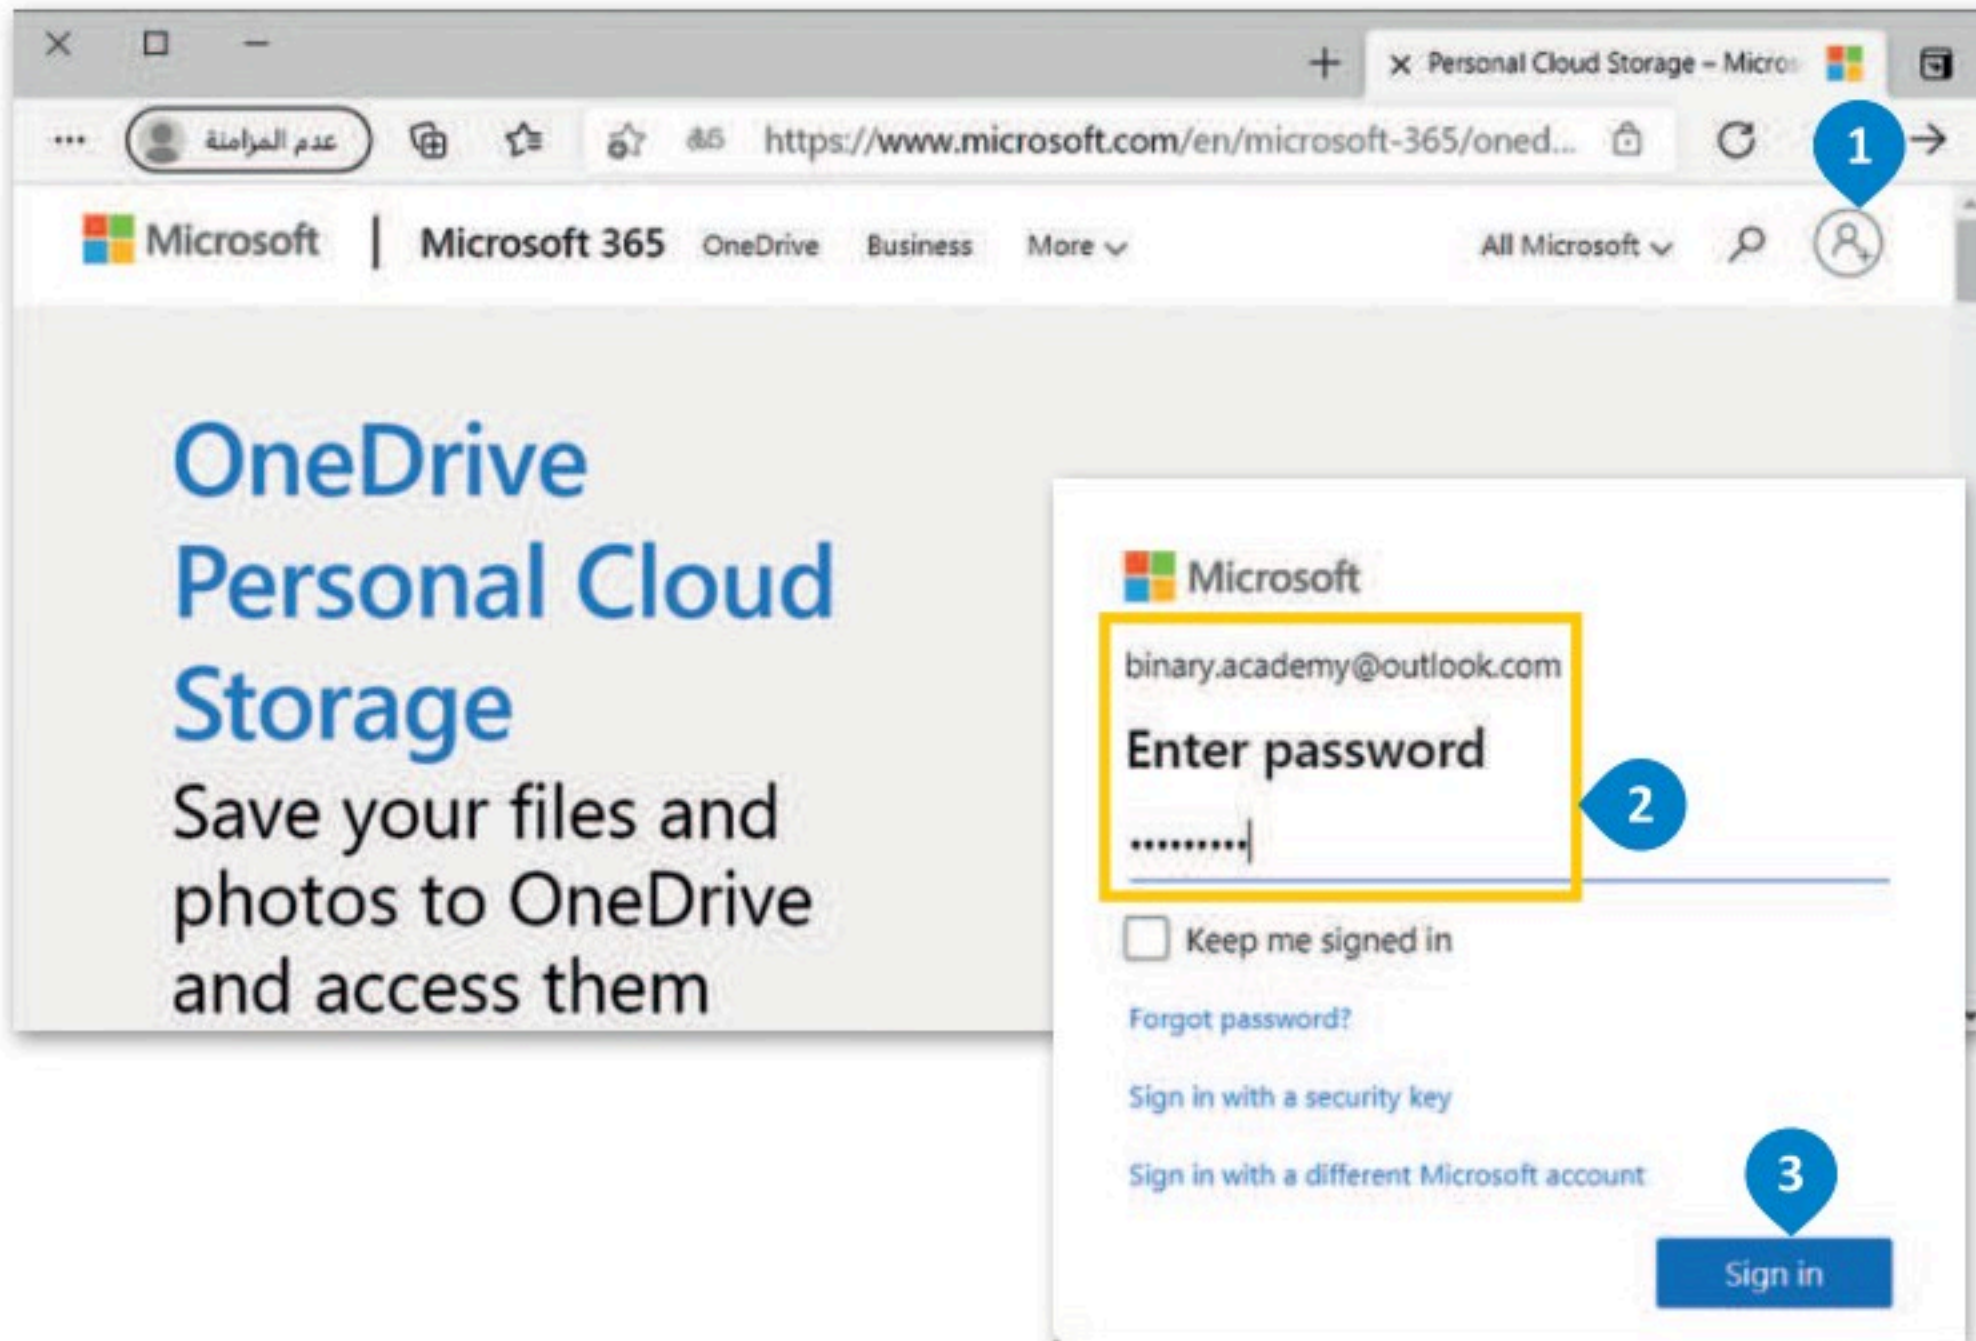 Personal Cloud Storage – Micros
عدم المزامنة
https://www.microsoft.com/en/microsoft-365/oned...
1
Microsoft | Microsoft 365 OneDrive Business More All Microsoft
OneDrive
Personal Cloud
Storage
Save your files and
photos to OneDrive
and access them
Microsoft
binary.academy@outlook.com
Enter password
2
Keep me signed in
Forgot password?
Sign in with a security key
Sign in with a different Microsoft account
3
Sign in